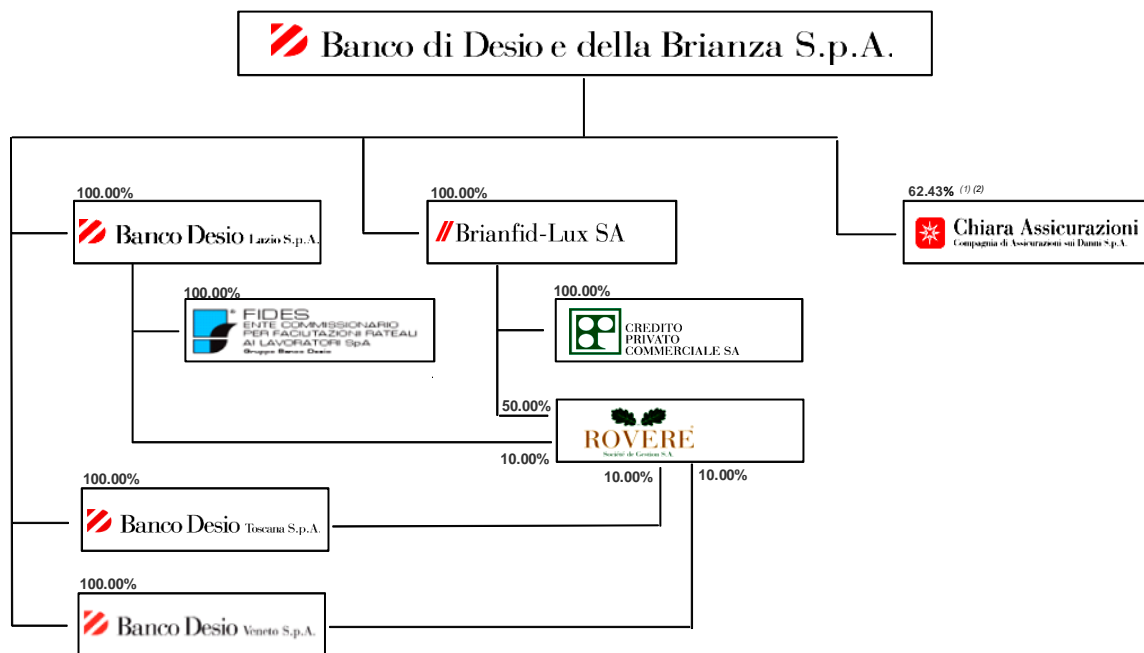 Banco di Desio e della Brianza S.p.A.
100.00%
Banco Desio Lazio S.p.A.
100.00%
Brianfid-Lux SA
62.43% (1) (2)
Chiara Assicurazioni
Compagnia di Assicurazioni sui Danni S.p.A.
100.00%
FIDES
ENTE COMMISSIONARIO
PER FACILITAZIONI RATEALI
AI LAVORATORI SpA
Gruppo Banco Desio
100.00%
CREDITO
PRIVATO
COMMERCIALE SA
50.00%
ROVERE
Société de Gestion S.A.
10.00%
10.00%
10.00%
100.00%
Banco Desio Toscana S.p.A.
100.00%
Banco Desio Veneto S.p.A.